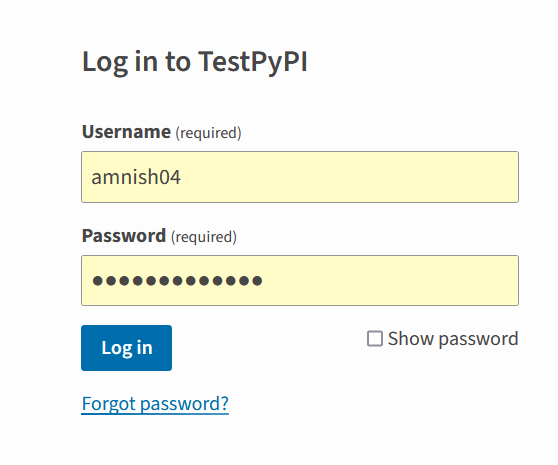 Log in to TestPyPI
Username (required)
amnish04
Password (required)
●●●●●●●●●●●●●
Log in
Show password
Forgot password?